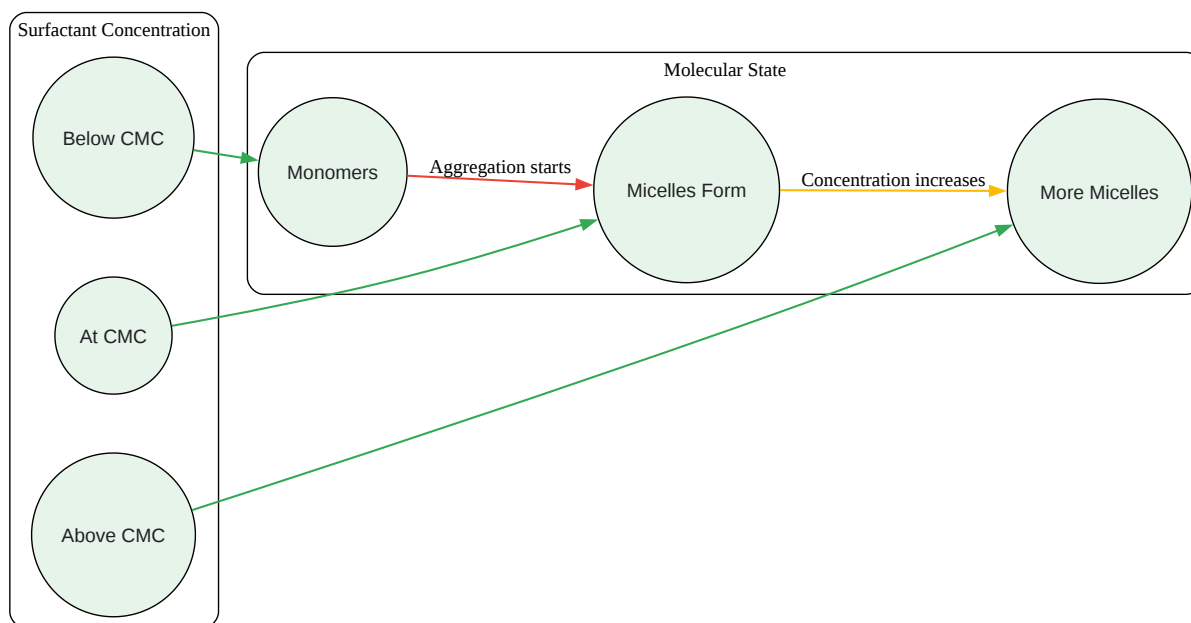 Surfactant Concentration
Below CMC
At CMC
Above CMC
Molecular State
Monomers
Aggregation starts
Micelles Form
Concentration increases
More Micelles